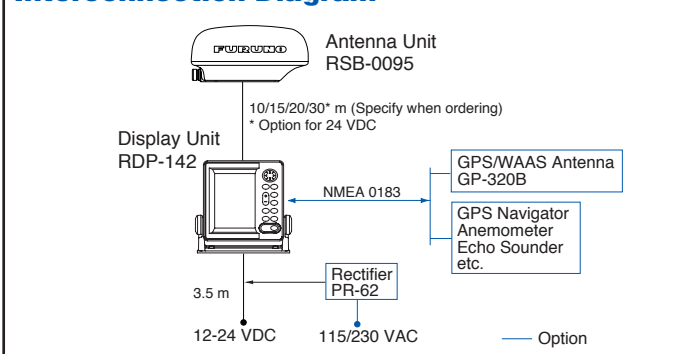 Interconnection Diagram
FURUNO
Antenna Unit
RSB-0095
10/15/20/30* m (Specify when ordering)
* Option for 24 VDC
Display Unit
RDP-142
NMEA 0183
GPS/WAAS Antenna
GP-320B
GPS Navigator
Anemometer
Echo Sounder
etc.
3.5 m
Rectifier
PR-62
12-24 VDC
115/230 VAC
Option